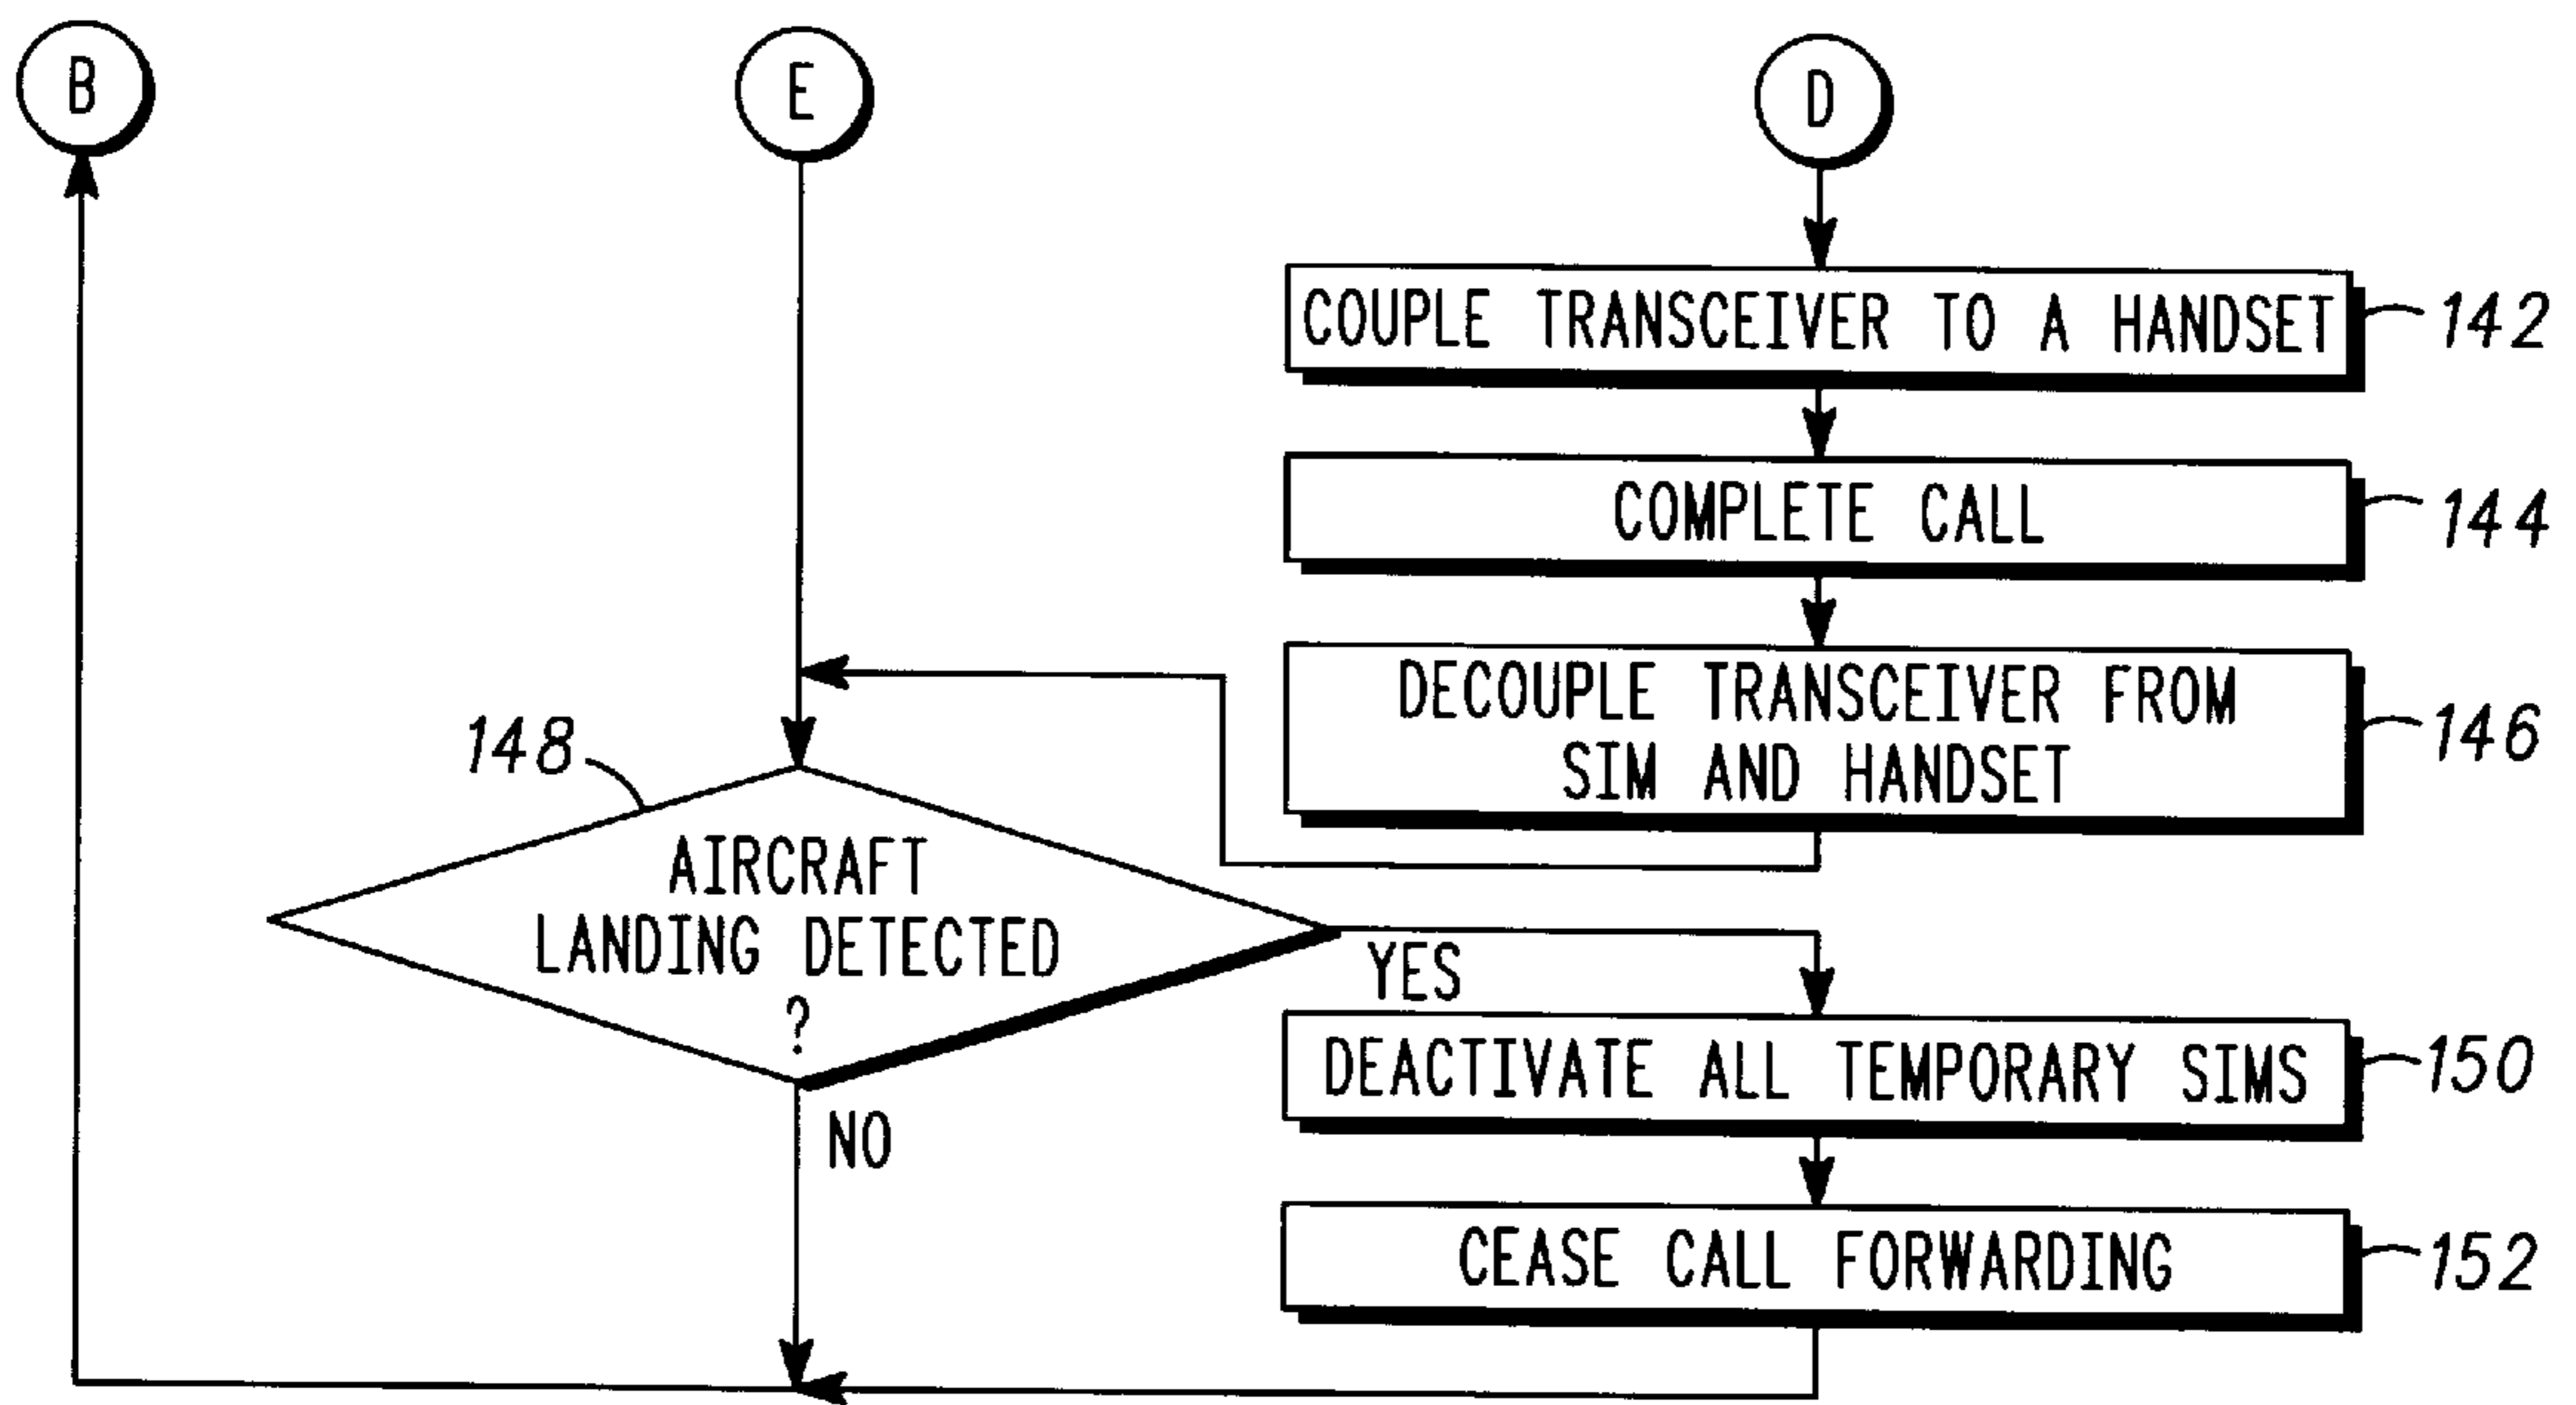 B
E
D
COUPLE TRANSCEIVER TO A HANDSET
142
COMPLETE CALL
144
DECOUPLE TRANSCEIVER FROM
SIM AND HANDSET
146
148
AIRCRAFT
LANDING DETECTED
?
YES
NO
DEACTIVATE ALL TEMPORARY SIMS
150
CEASE CALL FORWARDING
152